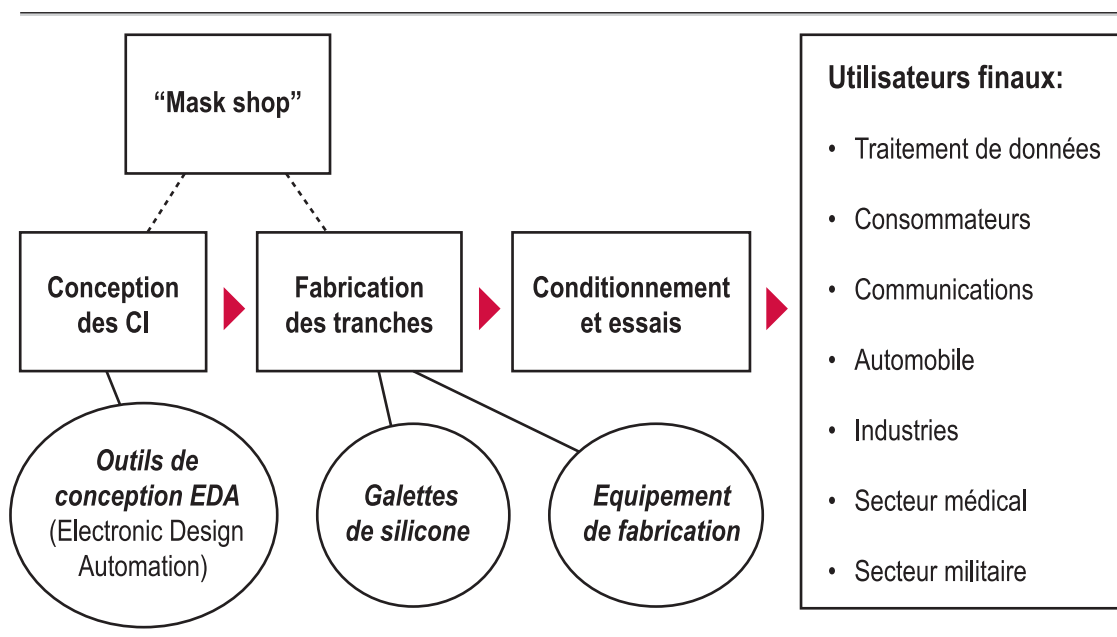 “Mask shop”
Conception
des CI
Fabrication
des tranches
Conditionnement
et essais
Outils de
conception EDA
(Electronic Design
Automation)
Galettes
de silicone
Equipement
de fabrication
Utilisateurs finaux:
• Traitement de données
• Consommateurs
• Communications
• Automobile
• Industries
• Secteur médical
• Secteur militaire